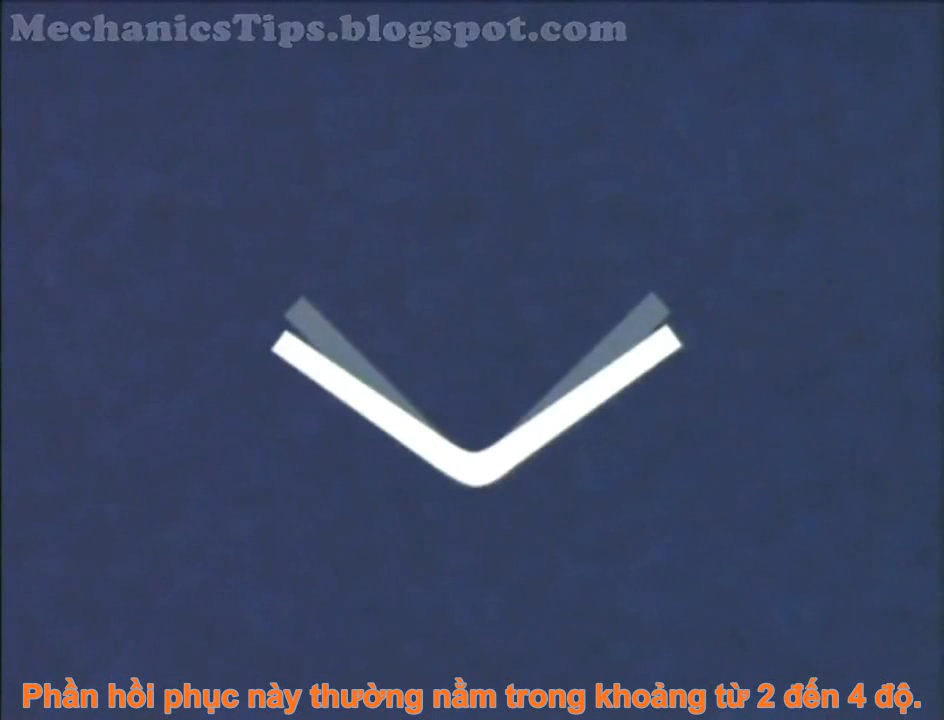 MechanicsTips.blogspot.com
Phần hồi phục này thường nằm trong khoảng từ 2 đến 4 độ.